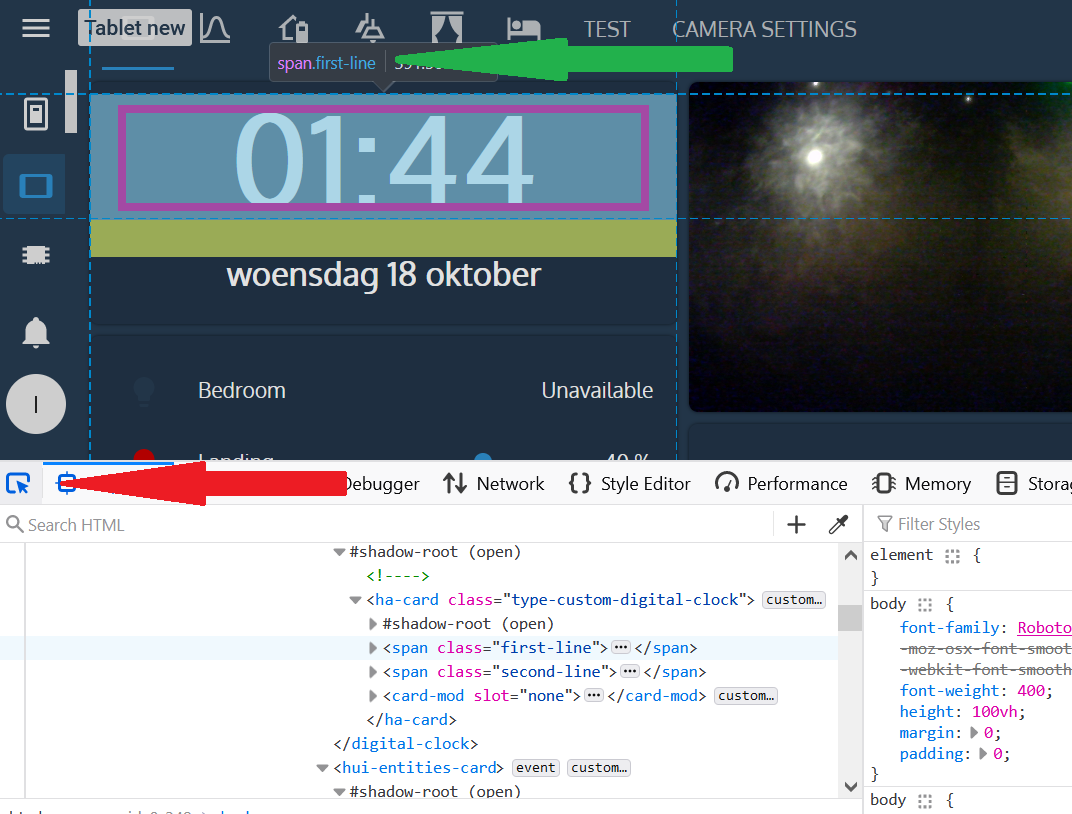 Tablet new
TEST
CAMERA SETTINGS
span.first-line
01:44
woensdag 18 oktober
I
Bedroom
Unavailable
Landing
40 %
Debugger
Network
Style Editor
Performance
Memory
Search HTML
Filter Styles
#shadow-root (open)
<!---->
<ha-card class="type-custom-digital-clock"> custom…
#shadow-root (open)
<span class="first-line"> ••• </span>
<span class="second-line"> ••• </span>
<card-mod slot="none"> ••• </card-mod> custom…
</ha-card>
</digital-clock>
<hui-entities-card> event custom…
#shadow-root (open)
element {
}
body {
font-family: Roboto
-moz-osx-font-smoot
-webkit-font-smooth
font-weight: 400;
height: 100vh;
margin: 0;
padding: 0;
}
body {